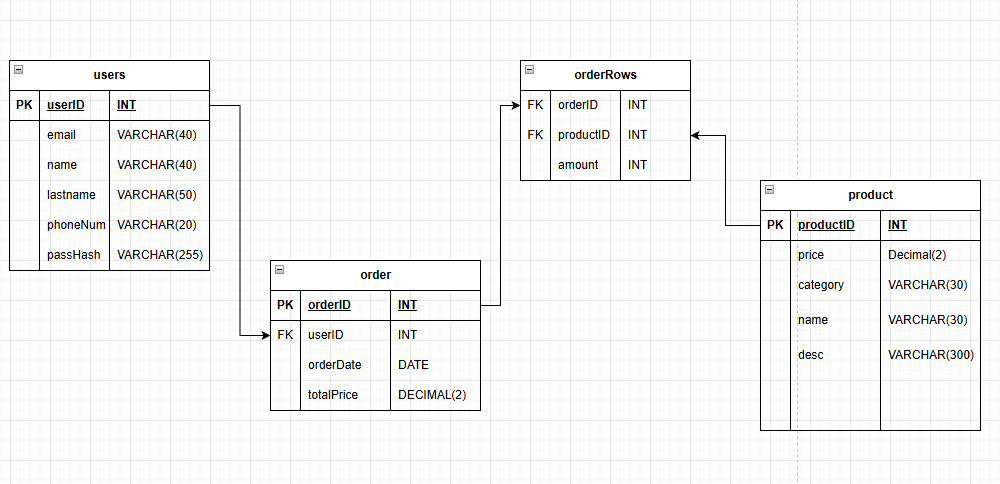 users
PK userID INT
email VARCHAR(40)
name VARCHAR(40)
lastname VARCHAR(50)
phoneNum VARCHAR(20)
passHash VARCHAR(255)
order
PK orderID INT
FK userID INT
orderDate DATE
totalPrice DECIMAL(2)
orderRows
FK orderID INT
FK productID INT
amount INT
product
PK productID INT
price Decimal(2)
category VARCHAR(30)
name VARCHAR(30)
desc VARCHAR(300)